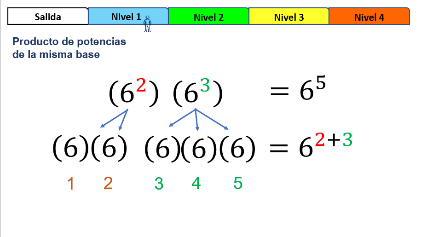 Salida Nivel 1 Nivel 2 Nivel 3 Nivel 4
Producto de potencias
de la misma base
(6²) (6³) = 6⁵
(6)(6) (6)(6)(6) = 6²⁺³
1 2 3 4 5